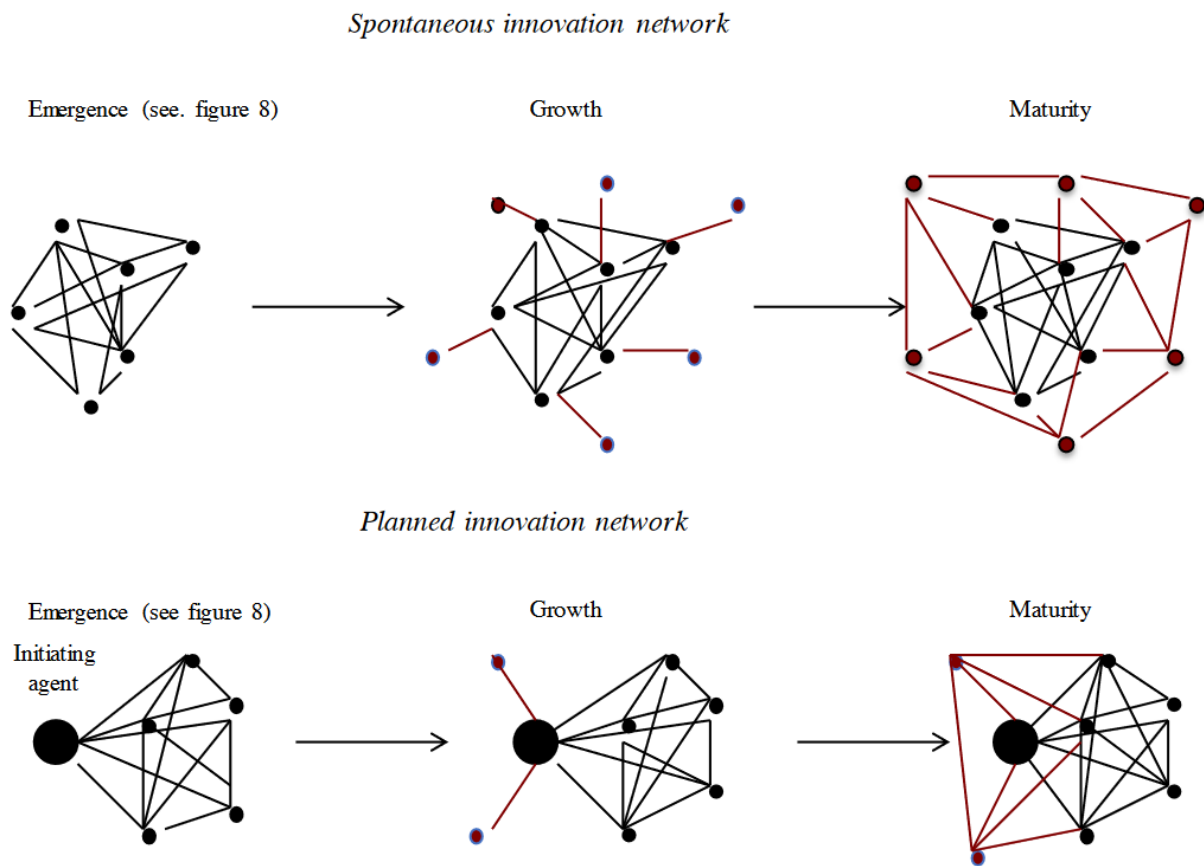 Spontaneous innovation network
Emergence (see. figure 8)
Growth
Maturity
Planned innovation network
Emergence (see figure 8)
Growth
Maturity
Initiating
agent